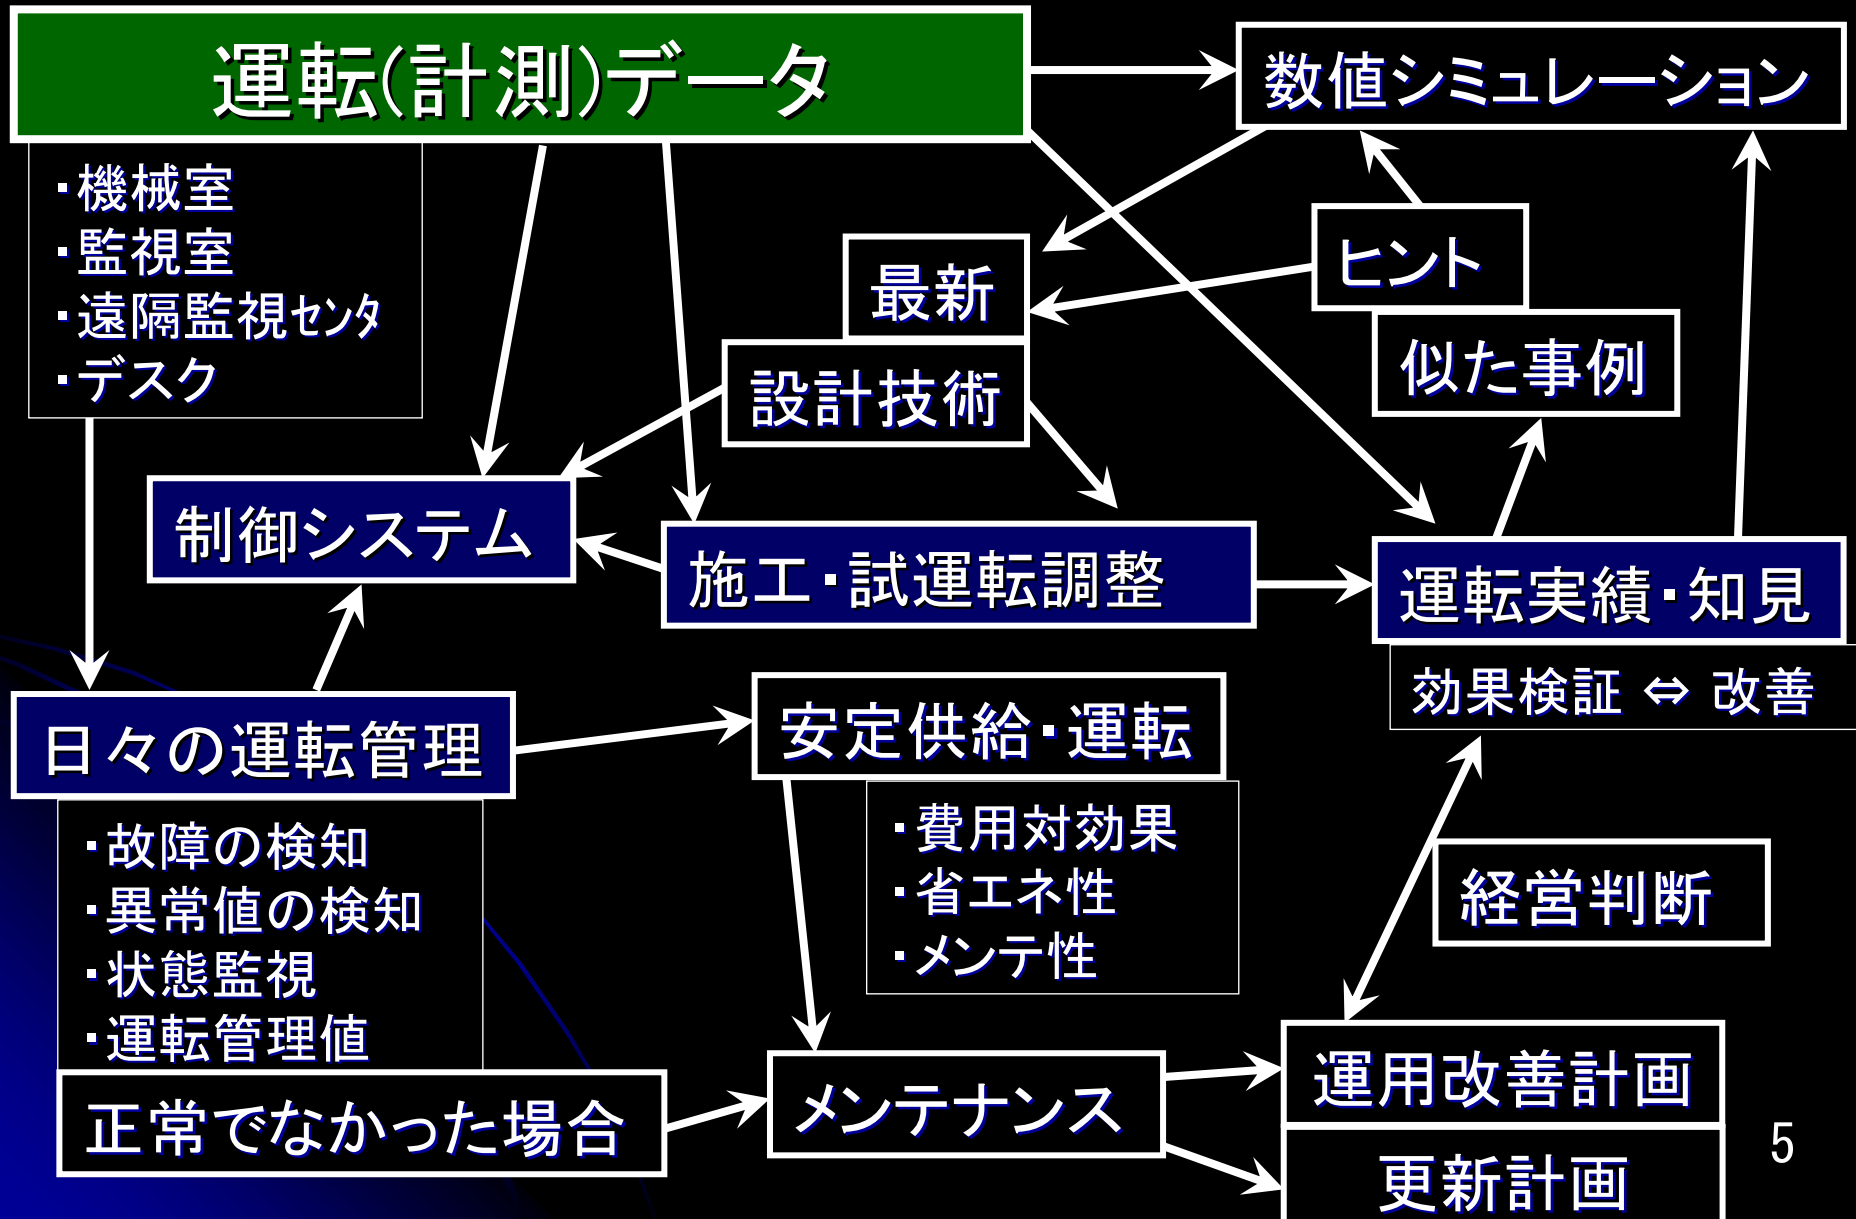 運転(計測)データ
・機械室
・監視室
・遠隔監視ｾﾝﾀ
・デスク
数値シミュレーション
最新
設計技術
ヒント
似た事例
制御システム
施工・試運転調整
運転実績・知見
効果検証 ⇔ 改善
日々の運転管理
・故障の検知
・異常値の検知
・状態監視
・運転管理値
正常でなかった場合
安定供給・運転
・費用対効果
・省エネ性
・メンテ性
メンテナンス
経営判断
運用改善計画
更新計画
5